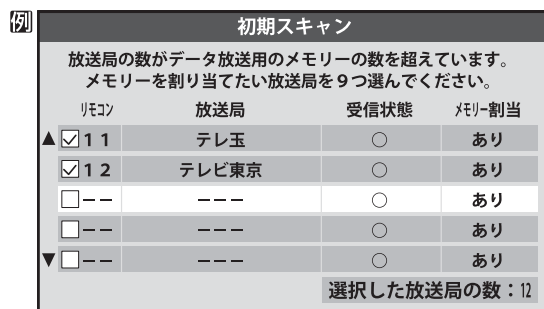 例
初期スキャン
放送局の数がデータ放送用のメモリーの数を超えています。
メモリーを割り当てたい放送局を9つ選んでください。
リモコン 放送局 受信状態 メモリー割当
▲ ☑11 テレ玉 ○ あり
☑12 テレビ東京 ○ あり
□−− −−− ○ あり
□−− −−− ○ あり
▼ □−− −−− ○ あり
選択した放送局の数：12